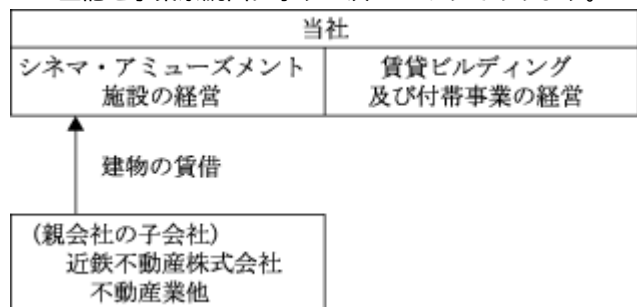 当社
シネマ・アミューズメント
施設の経営
賃貸ビルディング
及び付帯事業の経営
建物の賃借
(親会社の子会社)
近鉄不動産株式会社
不動産業他